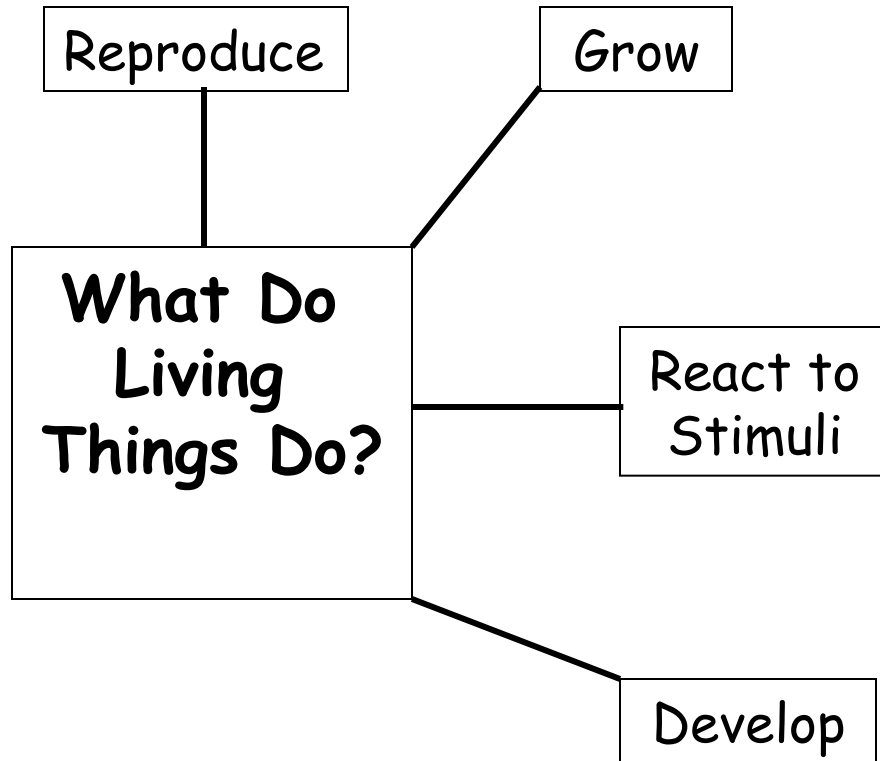 Reproduce
Grow
What Do
Living
Things Do?
React to
Stimuli
Develop